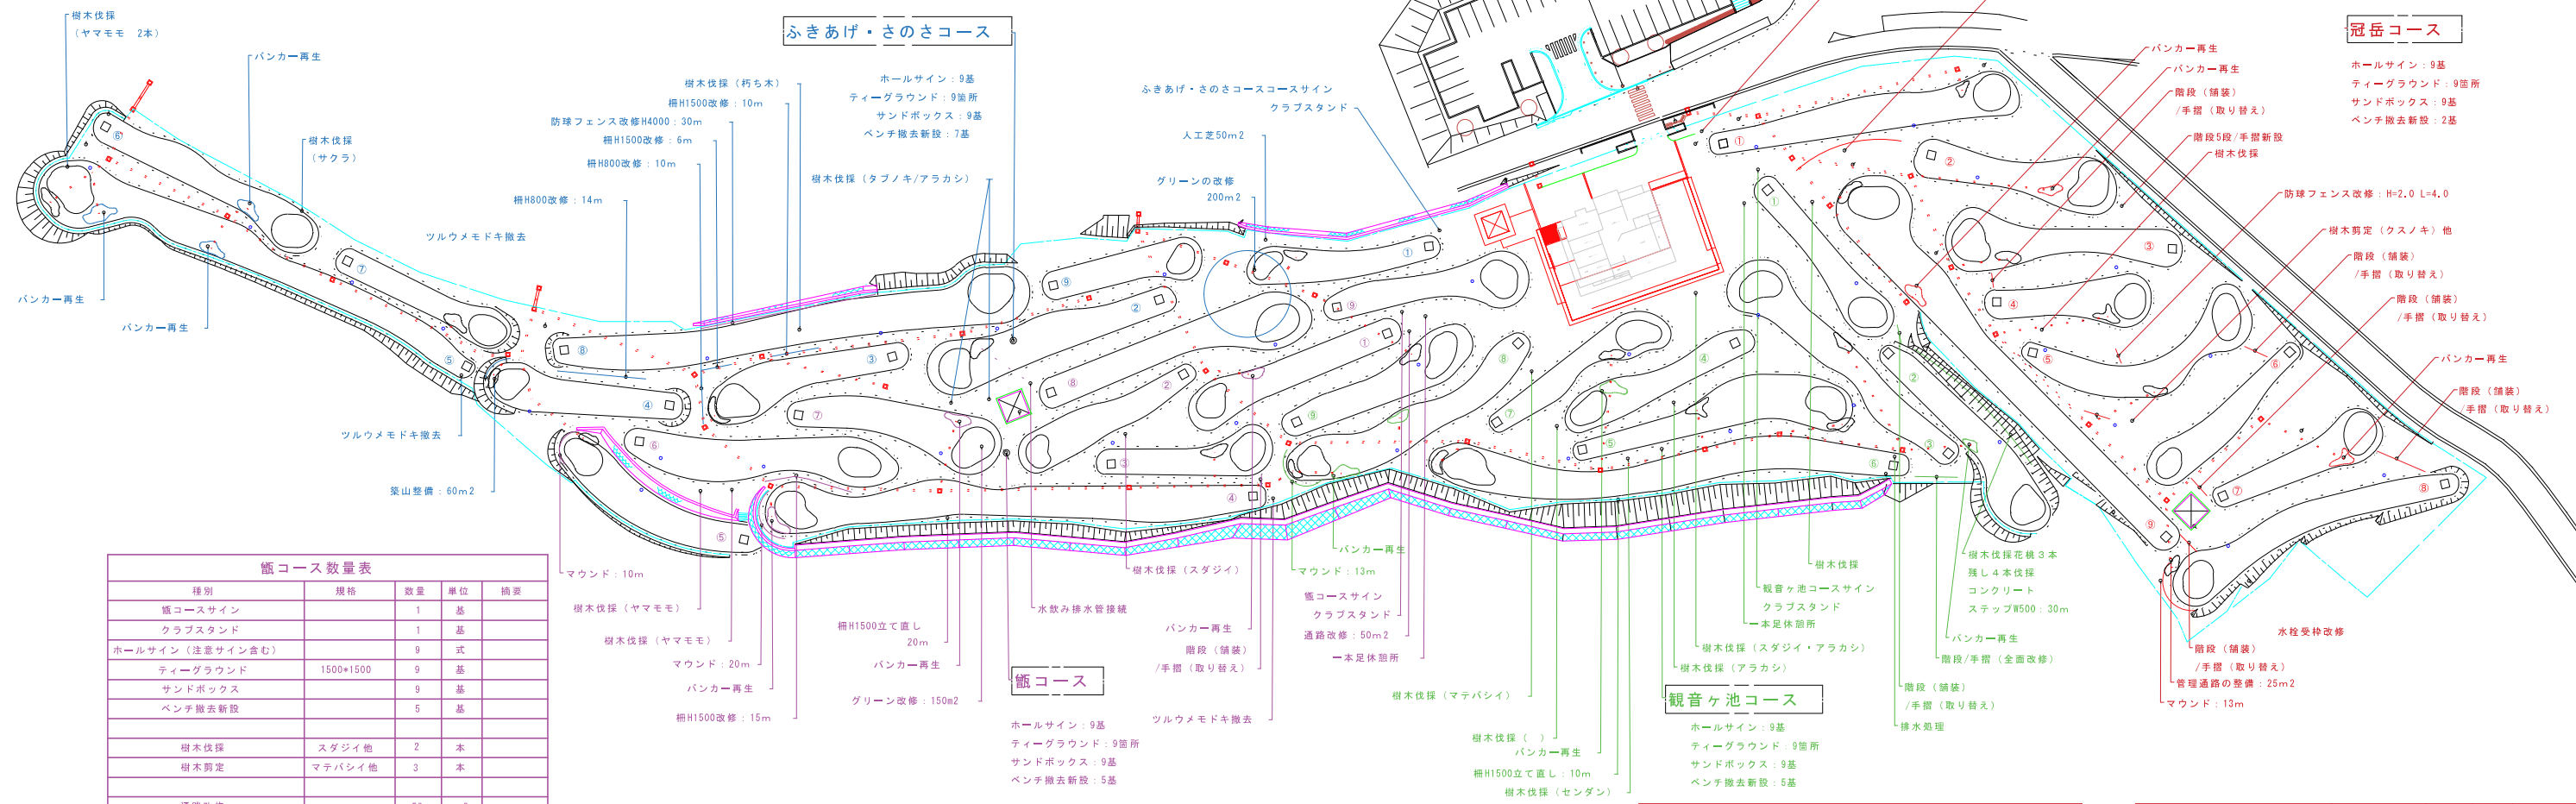 樹木伐採
（ヤマモモ　2本）
バンカー再生
樹木伐採
（サクラ）
バンカー再生
バンカー再生
ツルウメモドキ撤去
ツルウメモドキ撤去
築山整備：60m2
ふきあげ・さのさコース
ホールサイン：9基
ティーグラウンド：9箇所
サンドボックス：9基
ベンチ撤去新設：7基
樹木伐採（朽ち木）
柵H1500改修：10m
防球フェンス改修H4000：30m
柵H1500改修：6m
柵H800改修：10m
柵H800改修：14m
樹木伐採（タブノキ/アラカシ）
ふきあげ・さのさコースコースサイン
クラブスタンド
人工芝50m2
グリーンの改修
200m2
冠岳コース
ホールサイン：9基
ティーグラウンド：9箇所
サンドボックス：9基
ベンチ撤去新設：2基
バンカー再生
バンカー再生
階段（舗装）
/手摺（取り替え）
階段5段/手摺新設
樹木伐採
防球フェンス改修：H=2.0 L=4.0
樹木剪定（クスノキ）他
階段（舗装）
/手摺（取り替え）
階段（舗装）
/手摺（取り替え）
バンカー再生
階段（舗装）
/手摺（取り替え）
水栓受枠改修
階段（舗装）
/手摺（取り替え）
管理通路の整備：25m2
マウンド：13m
⑥
⑦
⑤
⑧
④
③
②
⑨
①
⑨
①
⑧
②
⑦
③
⑥
④
⑤
①
②
③
④
⑤
⑥
⑦
⑧
⑨
①
②
③
④
⑤
⑥
⑦
⑧
⑨
マウンド：10m
樹木伐採（ヤマモモ）
樹木伐採（ヤマモモ）
マウンド：20m
バンカー再生
柵H1500改修：15m
柵H1500立て直し
20m
バンカー再生
グリーン改修：150m2
水飲み排水管接続
樹木伐採（スダジイ）
バンカー再生
階段（舗装）
/手摺（取り替え）
ツルウメモドキ撤去
甑コース
ホールサイン：9基
ティーグラウンド：9箇所
サンドボックス：9基
ベンチ撤去新設：5基
バンカー再生
マウンド：13m
甑コースサイン
クラブスタンド
通路改修：50m2
一本足休憩所
樹木伐採（マテバシイ）
樹木伐採（　）
バンカー再生
柵H1500立て直し：10m
樹木伐採（センダン）
観音ヶ池コース
ホールサイン：9基
ティーグラウンド：9箇所
サンドボックス：9基
ベンチ撤去新設：5基
樹木伐採
観音ヶ池コースサイン
クラブスタンド
一本足休憩所
樹木伐採（スダジイ・アラカシ）
樹木伐採（アラカシ）
樹木伐採花桃３本
残し４本伐採
コンクリート
ステップW500：30m
バンカー再生
階段/手摺（全面改修）
階段（舗装）
/手摺（取り替え）
排水処理
甑コース数量表
種別　規格　数量　単位　摘要
甑コースサイン　1　基
クラブスタンド　1　基
ホールサイン（注意サイン含む）　9　式
ティーグラウンド　1500*1500　9　基
サンドボックス　9　基
ベンチ撤去新設　5　基
樹木伐採　スダジイ他　2　本
樹木剪定　マテバシイ他　3　本